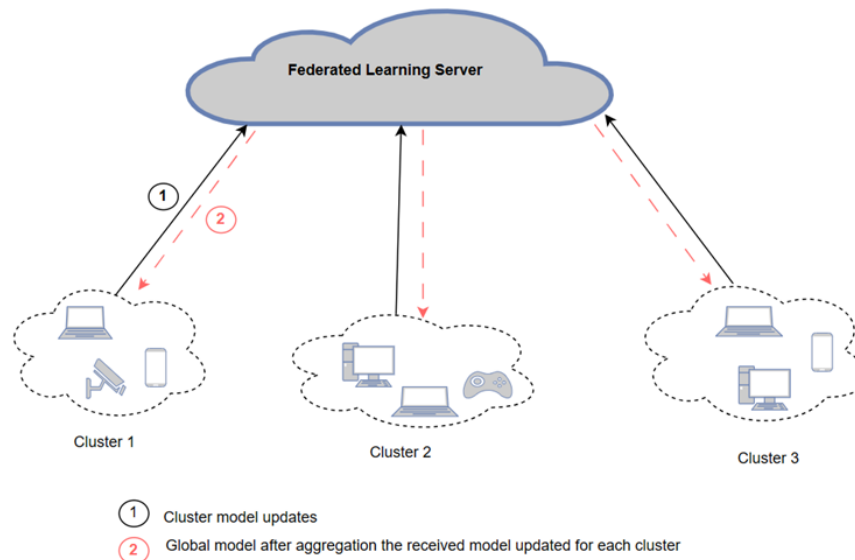 Federated Learning Server
1
2
Cluster 1
Cluster 2
Cluster 3
1 Cluster model updates
2 Global model after aggregation the received model updated for each cluster